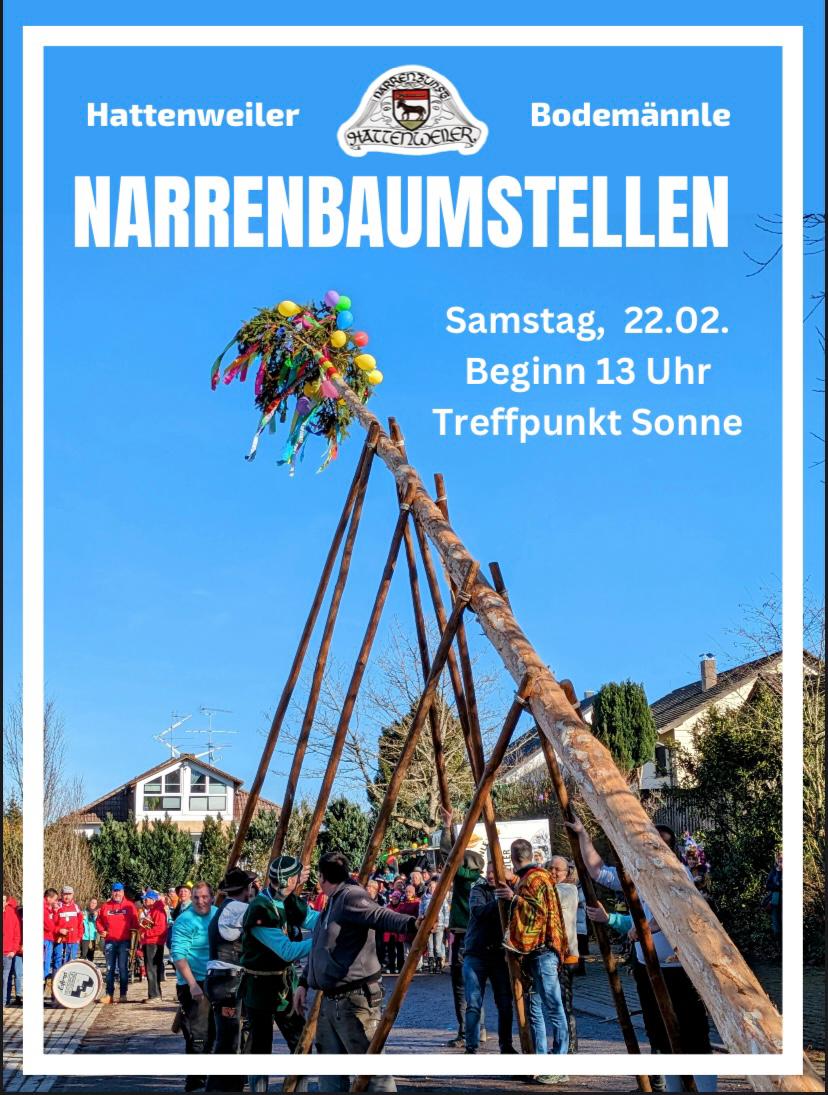 Hattenweiler
NARRENZUNFT
HATTENWEILER
Bodemännle
NARRENBAUMSTELLEN
Samstag, 22.02.
Beginn 13 Uhr
Treffpunkt Sonne